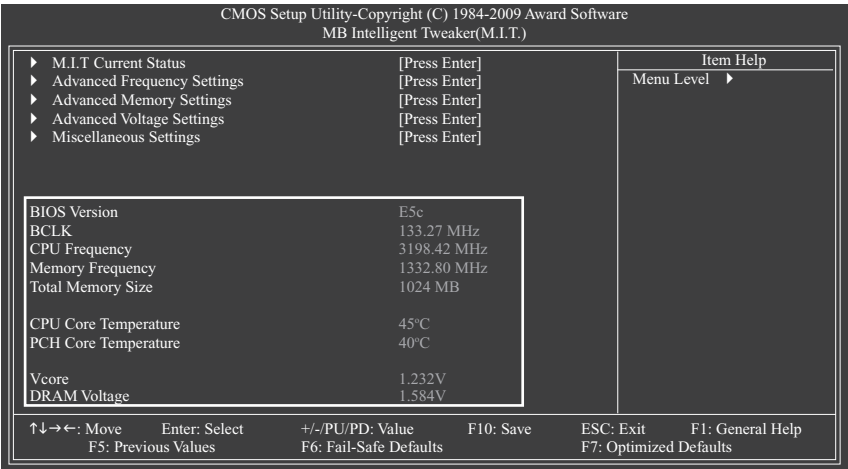 CMOS Setup Utility-Copyright (C) 1984-2009 Award Software
MB Intelligent Tweaker(M.I.T.)
M.I.T Current Status [Press Enter]
Advanced Frequency Settings [Press Enter]
Advanced Memory Settings [Press Enter]
Advanced Voltage Settings [Press Enter]
Miscellaneous Settings [Press Enter]
Item Help
Menu Level
BIOS Version E5c
BCLK 133.27 MHz
CPU Frequency 3198.42 MHz
Memory Frequency 1332.80 MHz
Total Memory Size 1024 MB
CPU Core Temperature 45°C
PCH Core Temperature 40°C
Vcore 1.232V
DRAM Voltage 1.584V
↑↓→←: Move Enter: Select +/-/PU/PD: Value F10: Save ESC: Exit F1: General Help
F5: Previous Values F6: Fail-Safe Defaults F7: Optimized Defaults